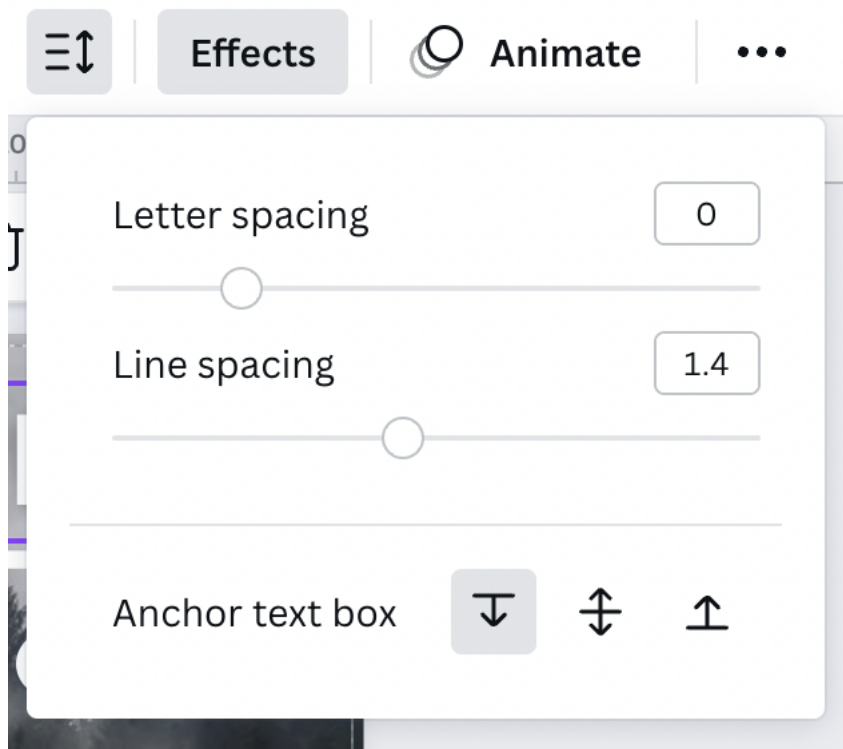 Effects Animate
Letter spacing 0
Line spacing 1.4
Anchor text box